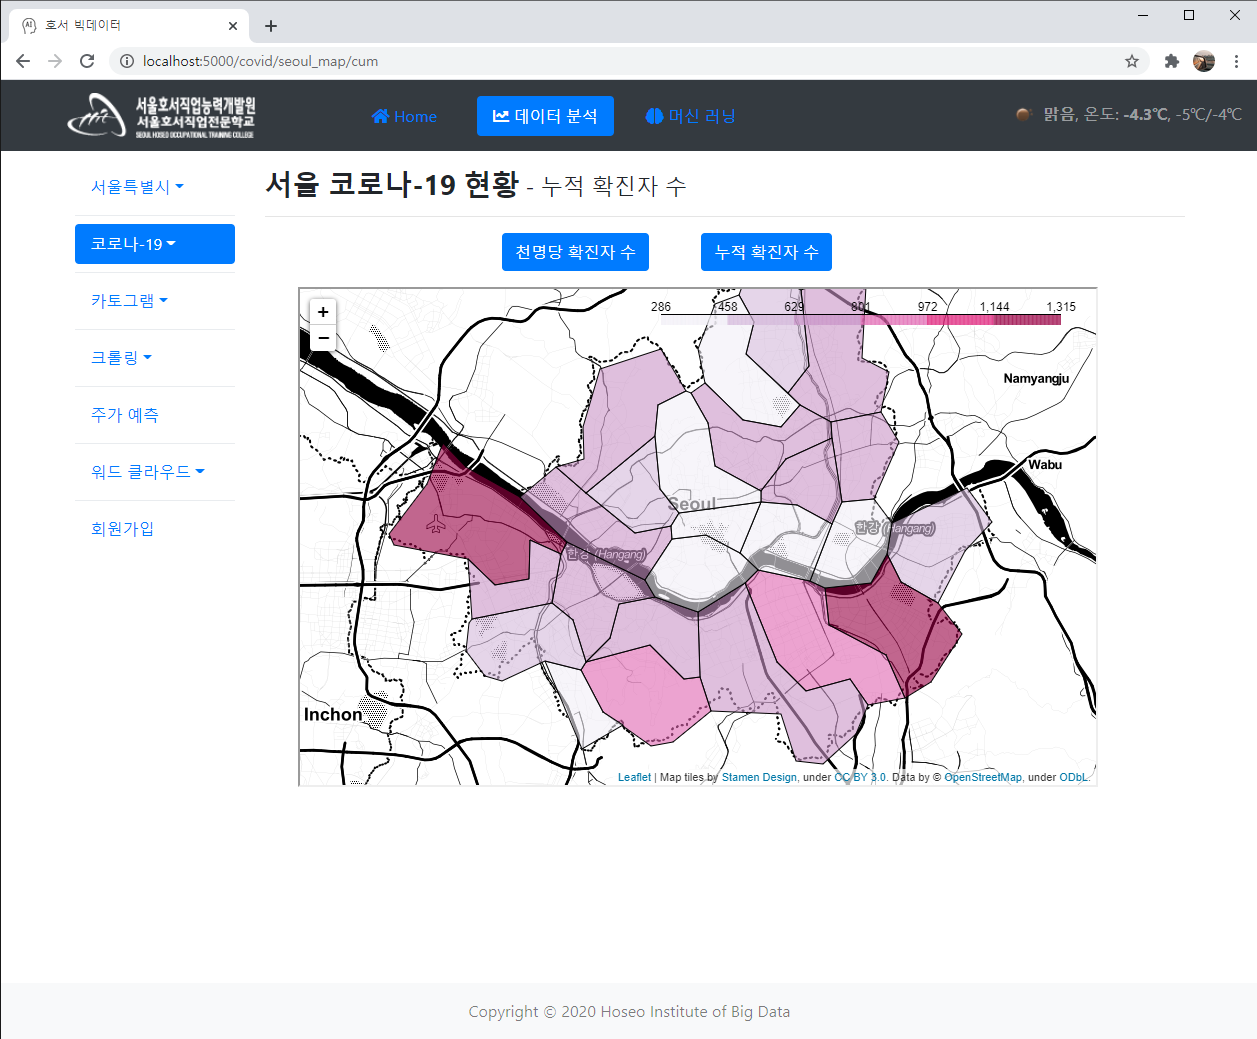 호서 빅데이터
localhost:5000/covid/seoul_map/cum
서울호서직업능력개발원
서울호서직업전문학교
SEOUL HOSEO OCCUPATIONAL TRAINING COLLEGE
Home
데이터 분석
머신 러닝
맑음, 온도: -4.3℃, -5℃/-4℃
서울특별시
코로나-19
카토그램
크롤링
주가 예측
워드 클라우드
회원가입
서울 코로나-19 현황 - 누적 확진자 수
천명당 확진자 수
누적 확진자 수
+
−
286 458 629 801 972 1,144 1,315
Namyangju
Wabu
Seoul
한강 (Hangang)
한강 (Hangang)
Inchon
Leaflet | Map tiles by Stamen Design, under CC BY 3.0. Data by © OpenStreetMap, under ODbL.
Copyright © 2020 Hoseo Institute of Big Data